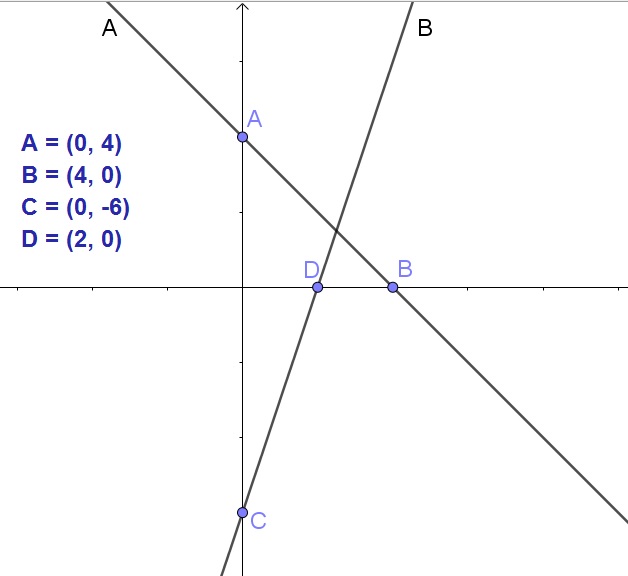 A
B
A
A = (0, 4)
B = (4, 0)
C = (0, -6)
D = (2, 0)
D
B
C